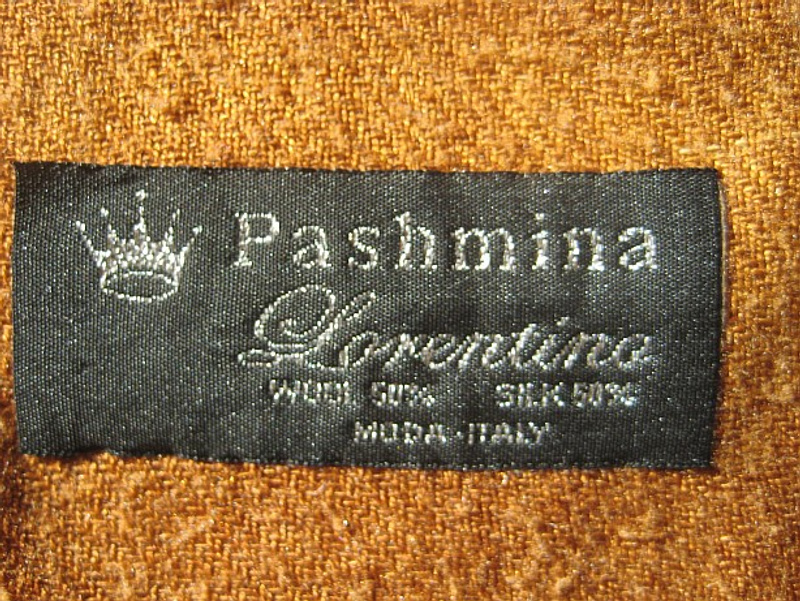 Pashmina
Lorentino
WOOL 50% SILK 50%
MODA-ITALY